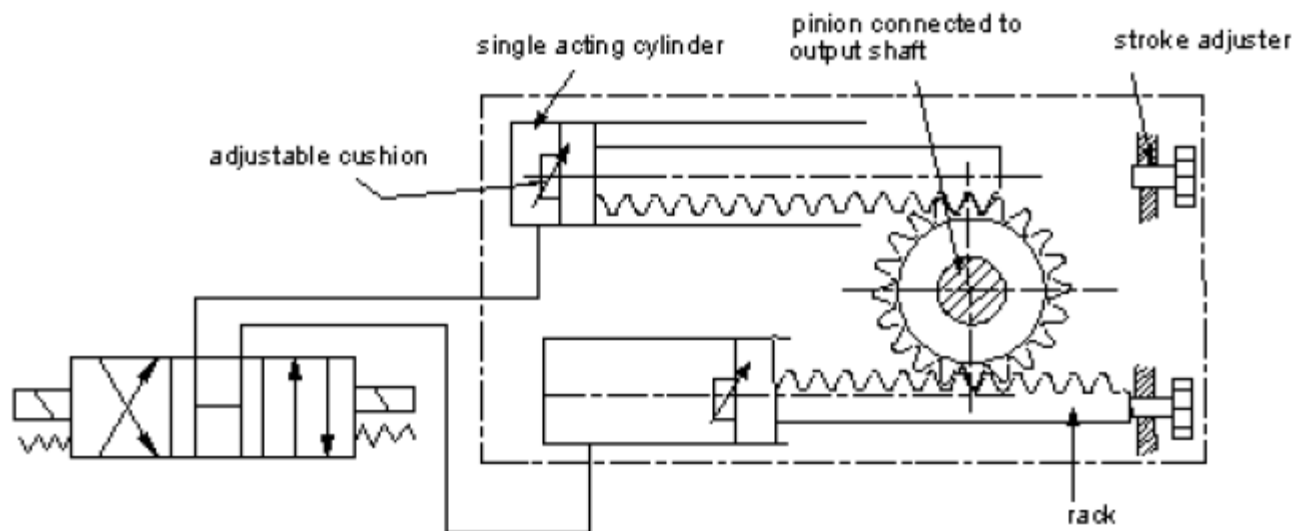 pinion connected to
output shaft
single acting cylinder
stroke adjuster
adjustable cushion
rack